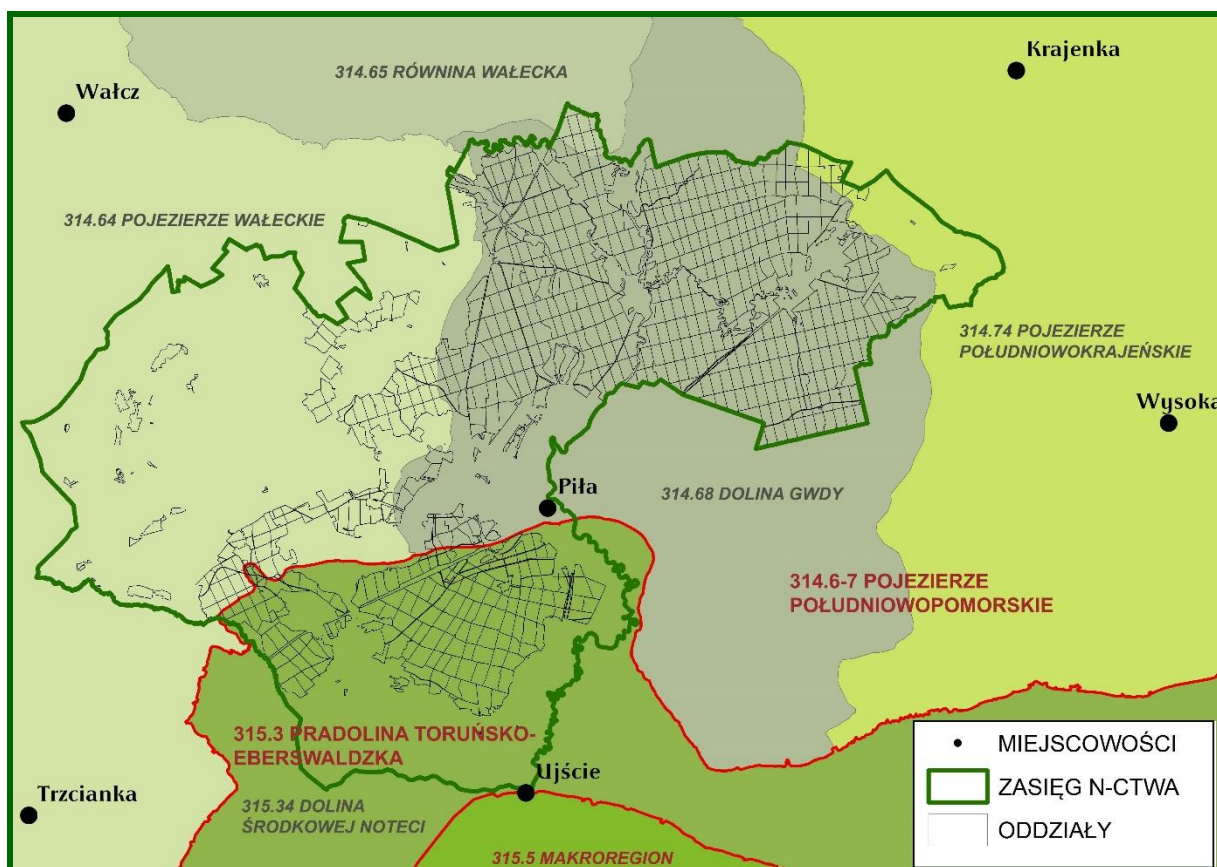 314.65 RÓWNINA WAŁECKA
Krajenka
Wałcz
314.64 POJEZIERZE WAŁECKIE
314.74 POJEZIERZE
POŁUDNIOWOKRAJEŃSKIE
Wysoka
Piła
314.68 DOLINA GWDY
314.6-7 POJEZIERZE
POŁUDNIOWOPOMORSKIE
315.3 PRADOLINA TORUŃSKO-
EBERSWALDZKA
Ujście
Trzcianka
315.34 DOLINA
ŚRODKOWEJ NOTECI
315.5 MAKROREGION
MIEJSCOWOŚCI
ZASIĘG N-CTWA
ODDZIAŁY